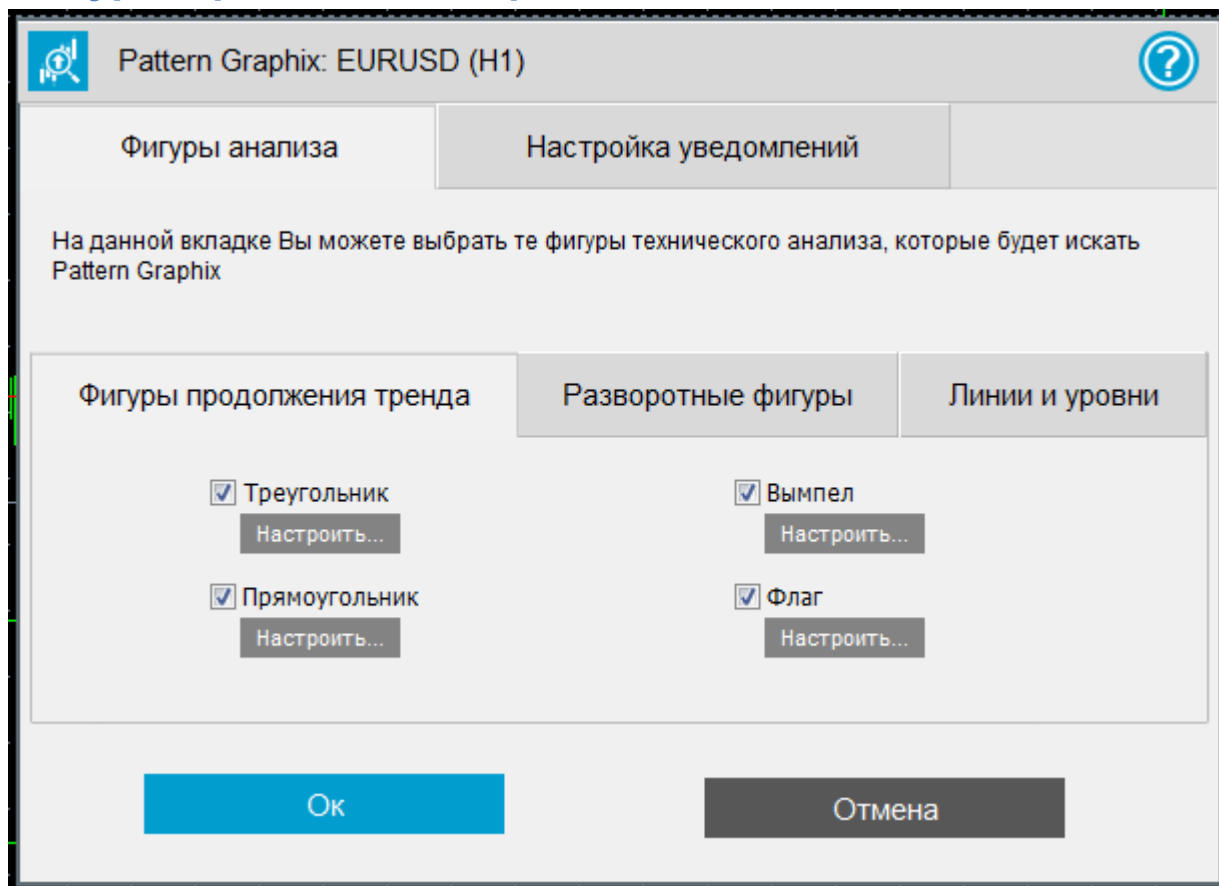 Pattern Graphix: EURUSD (H1)
Фигуры анализа
Настройка уведомлений
На данной вкладке Вы можете выбрать те фигуры технического анализа, которые будет искать
Pattern Graphix
Фигуры продолжения тренда
Разворотные фигуры
Линии и уровни
Треугольник
Вымпел
Настроить...
Настроить...
Прямоугольник
Флаг
Настроить...
Настроить...
Ок
Отмена